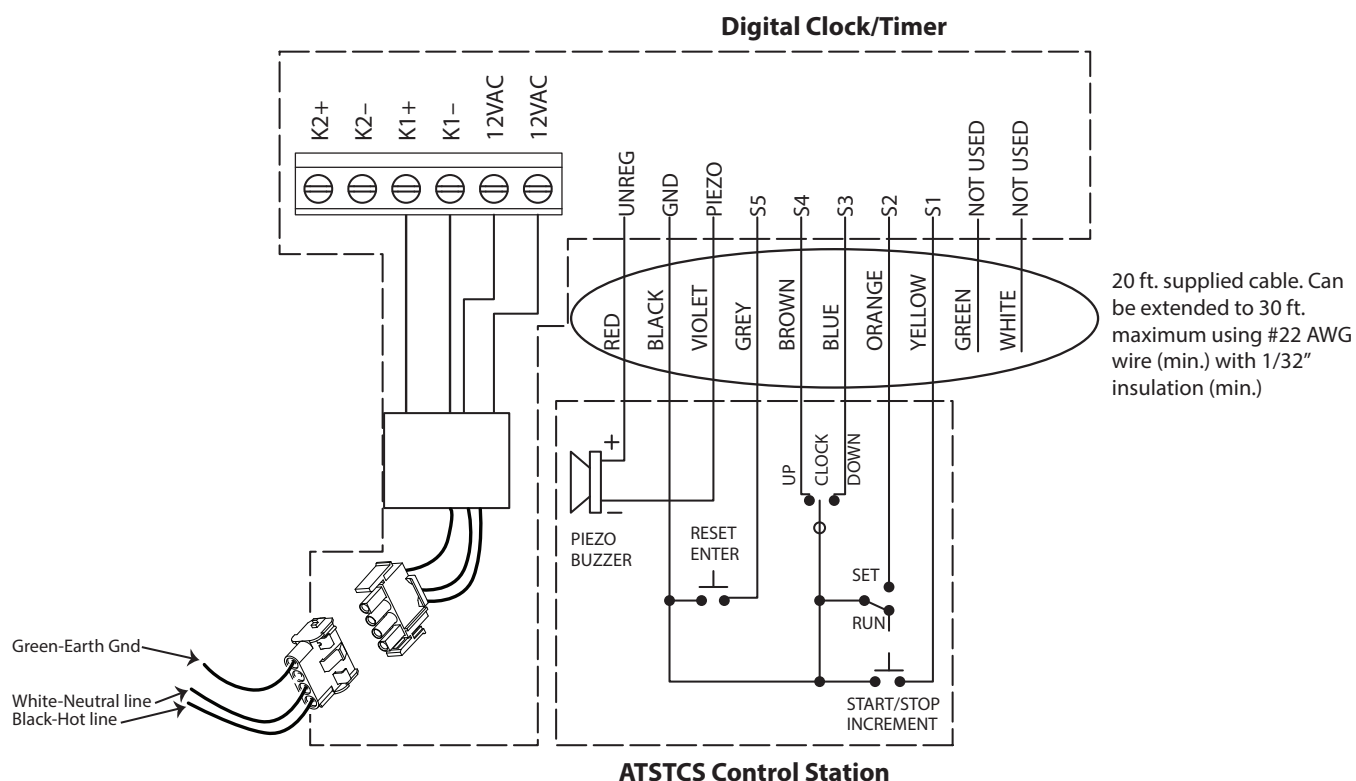 Digital Clock/Timer
K2+
K2–
K1+
K1–
12VAC
12VAC
UNREG
GND
PIEZO
S5
S4
S3
S2
S1
NOT USED
NOT USED
RED
BLACK
VIOLET
GREY
BROWN
BLUE
ORANGE
YELLOW
GREEN
WHITE
20 ft. supplied cable. Can
be extended to 30 ft.
maximum using #22 AWG
wire (min.) with 1/32”
insulation (min.)
+
–
PIEZO
BUZZER
RESET
ENTER
UP
CLOCK
DOWN
SET
RUN
START/STOP
INCREMENT
Green-Earth Gnd
White-Neutral line
Black-Hot line
ATSTCS Control Station